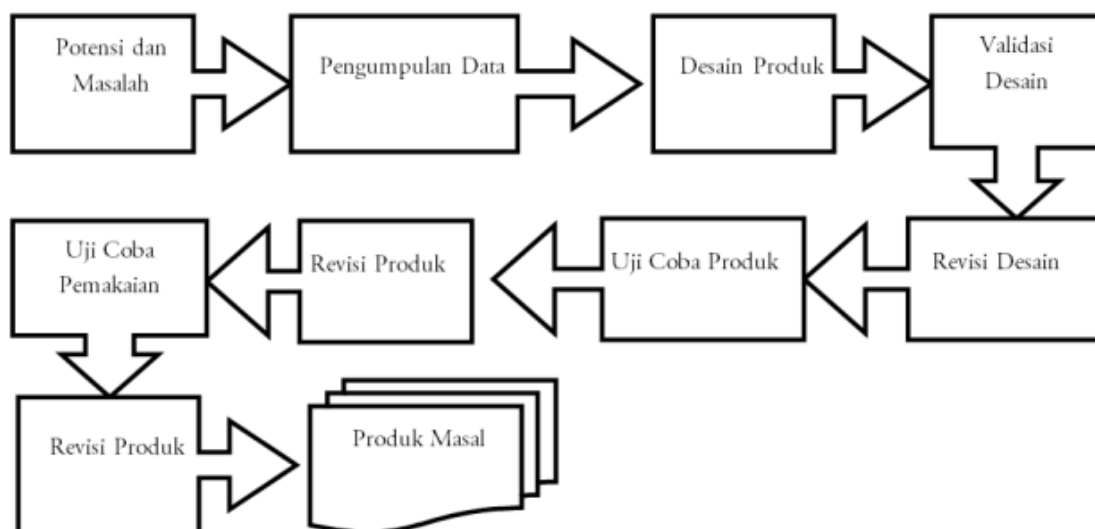 Potensi dan
Masalah
Pengumpulan Data
Desain Produk
Validasi
Desain
Revisi Desain
Uji Coba Produk
Revisi Produk
Uji Coba
Pemakaian
Revisi Produk
Produk Masal